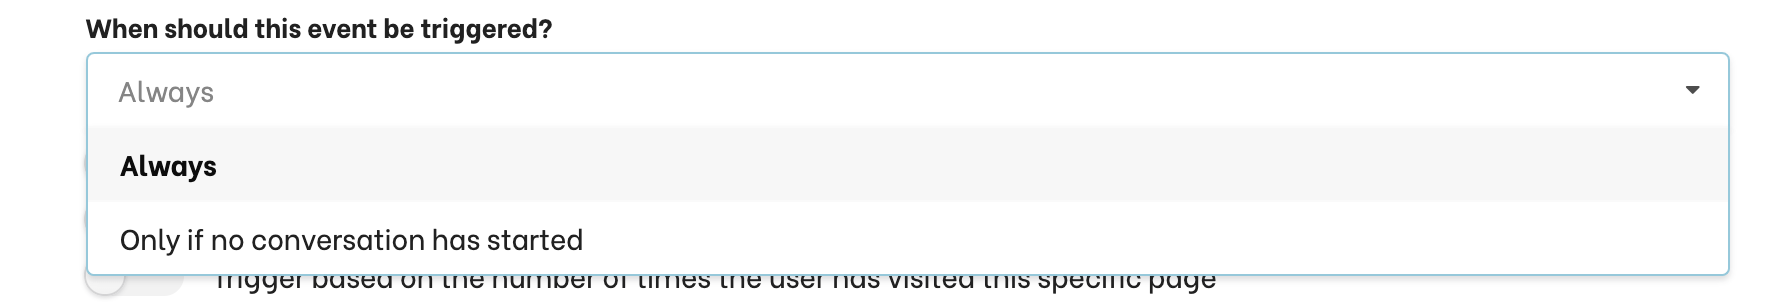 When should this event be triggered?
Always
Always
Only if no conversation has started
Trigger based on the number of times the user has visited this specific page